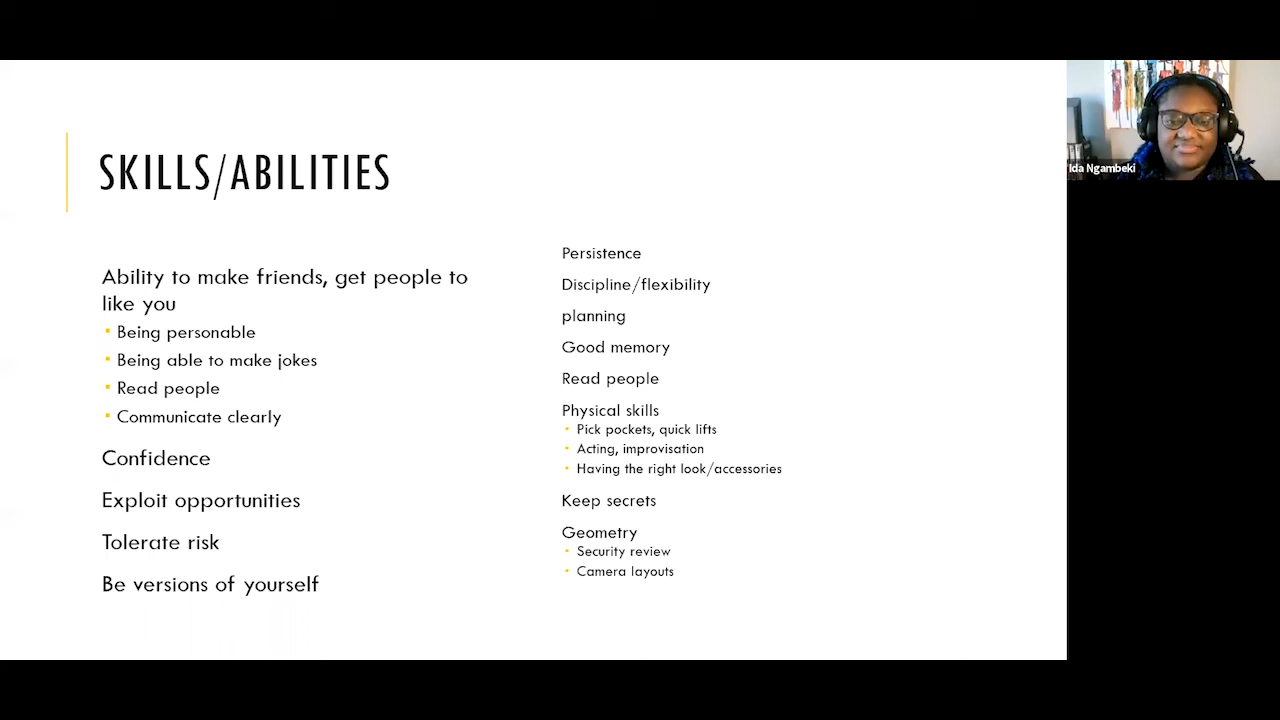 SKILLS/ABILITIES
Ability to make friends, get people to
like you
Being personable
Being able to make jokes
Read people
Communicate clearly
Confidence
Exploit opportunities
Tolerate risk
Be versions of yourself
Persistence
Discipline/flexibility
planning
Good memory
Read people
Physical skills
Pick pockets, quick lifts
Acting, improvisation
Having the right look/accessories
Keep secrets
Geometry
Security review
Camera layouts
Ida Ngambeki